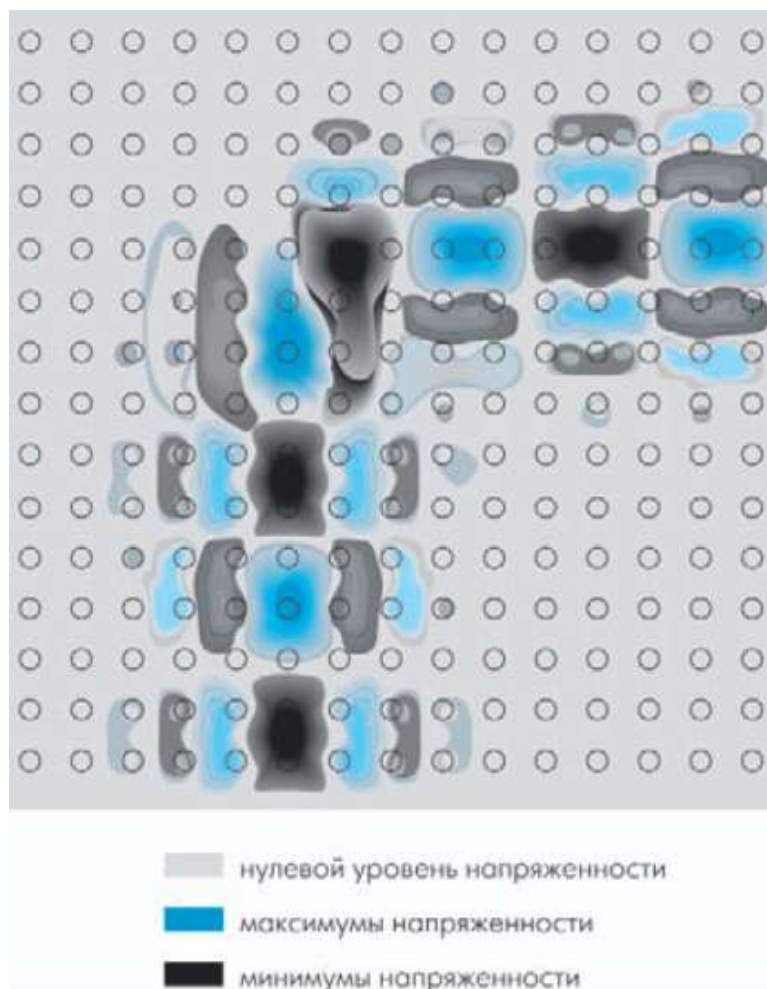 нулевой уровень напряженности
максимумы напряженности
минимумы напряженности